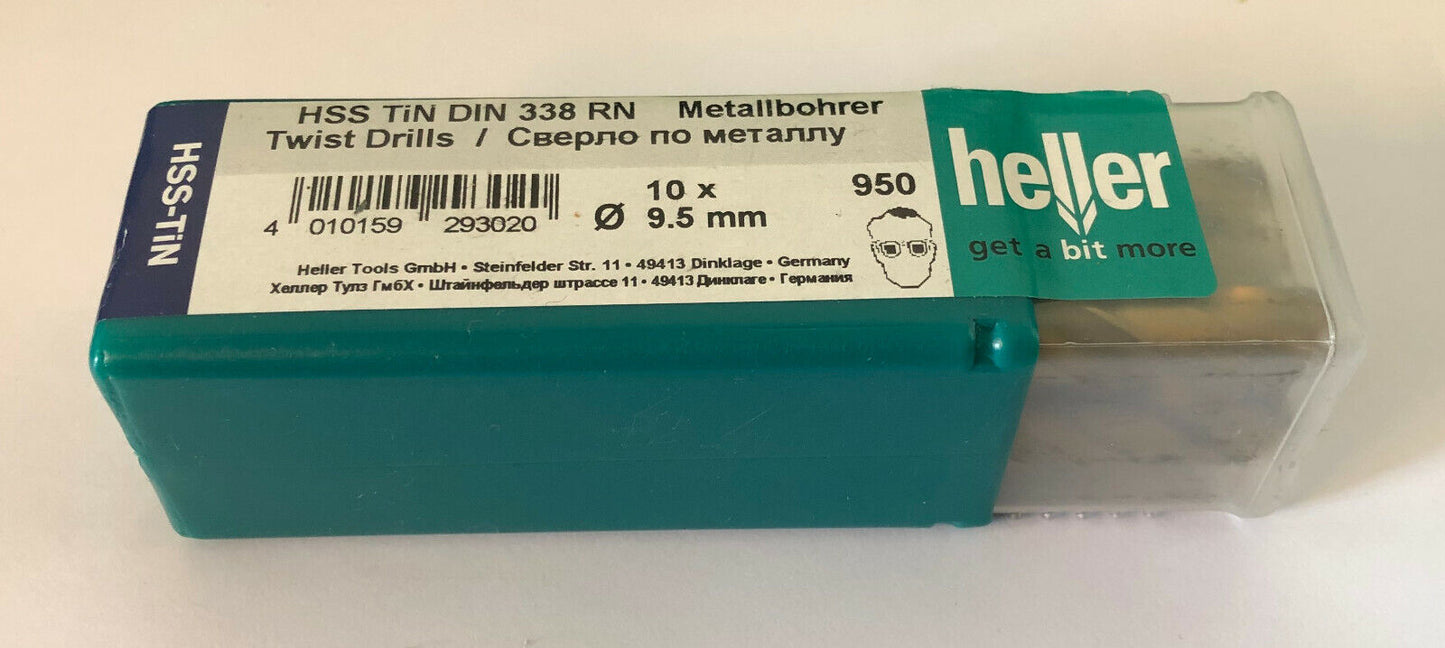 HSS-TiN
HSS TiN DIN 338 RN Metallbohrer
Twist Drills / Сверло по металлу
4 010159 293020
10 x
Ø 9.5 mm
950
Heller Tools GmbH • Steinfelder Str. 11 • 49413 Dinklage • Germany
Хеллер Тулз ГмбХ • Штайнфельдер штрассе 11 • 49413 Динклаге • Германия
heller
get a bit more